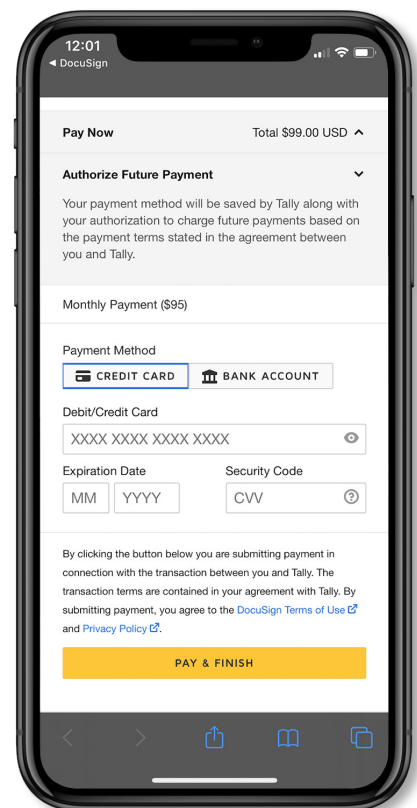 12:01
◀ DocuSign
Pay Now Total $99.00 USD
Authorize Future Payment
Your payment method will be saved by Tally along with
your authorization to charge future payments based on
the payment terms stated in the agreement between
you and Tally.
Monthly Payment ($95)
Payment Method
CREDIT CARD BANK ACCOUNT
Debit/Credit Card
XXXX XXXX XXXX XXXX
Expiration Date Security Code
MM YYYY CVV ?
By clicking the button below you are submitting payment in
connection with the transaction between you and Tally. The
transaction terms are contained in your agreement with Tally. By
submitting payment, you agree to the DocuSign Terms of Use
and Privacy Policy.
PAY & FINISH